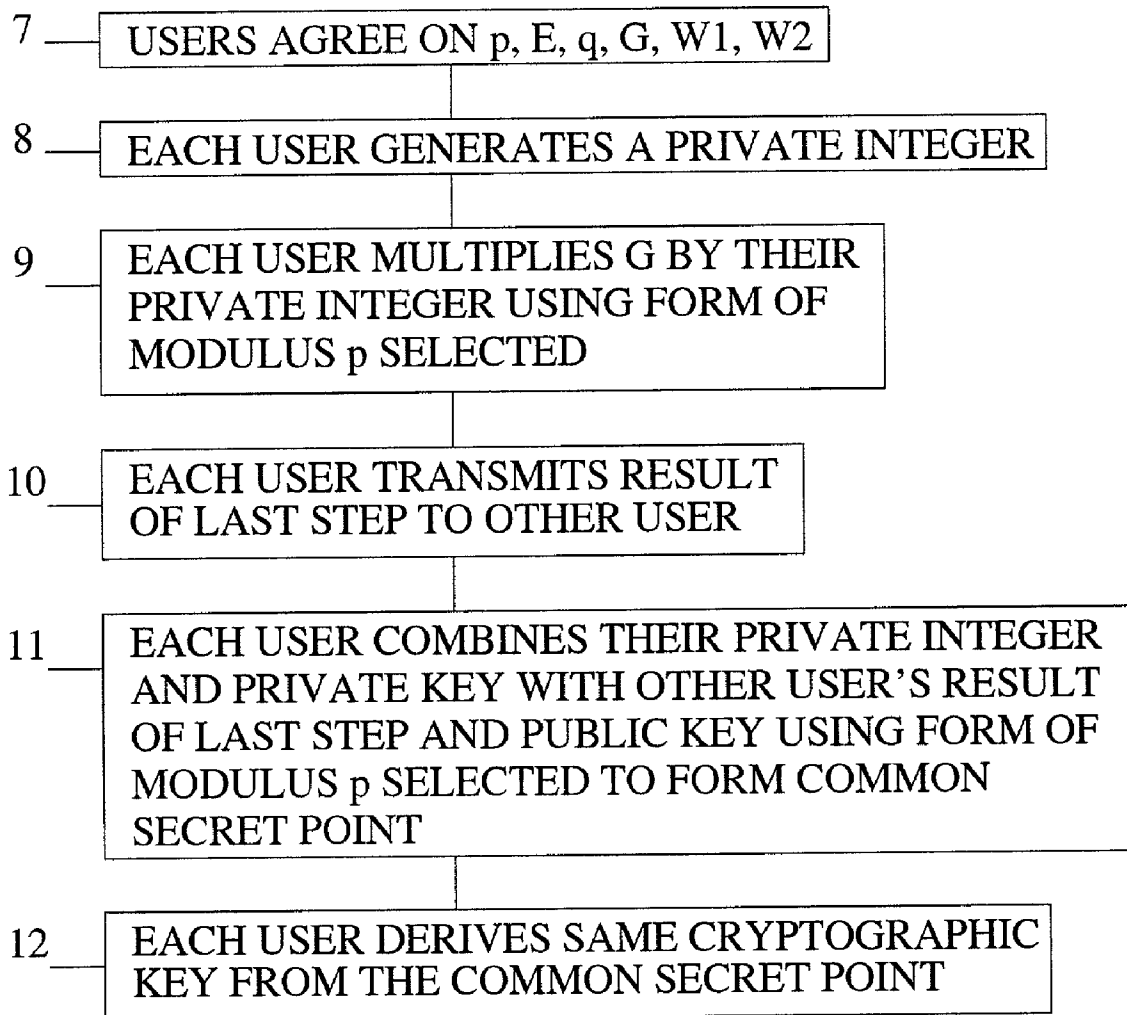 7 USERS AGREE ON p, E, q, G, W1, W2
8 EACH USER GENERATES A PRIVATE INTEGER
9 EACH USER MULTIPLIES G BY THEIR
PRIVATE INTEGER USING FORM OF
MODULUS p SELECTED
10 EACH USER TRANSMITS RESULT
OF LAST STEP TO OTHER USER
11 EACH USER COMBINES THEIR PRIVATE INTEGER
AND PRIVATE KEY WITH OTHER USER'S RESULT
OF LAST STEP AND PUBLIC KEY USING FORM OF
MODULUS p SELECTED TO FORM COMMON
SECRET POINT
12 EACH USER DERIVES SAME CRYPTOGRAPHIC
KEY FROM THE COMMON SECRET POINT